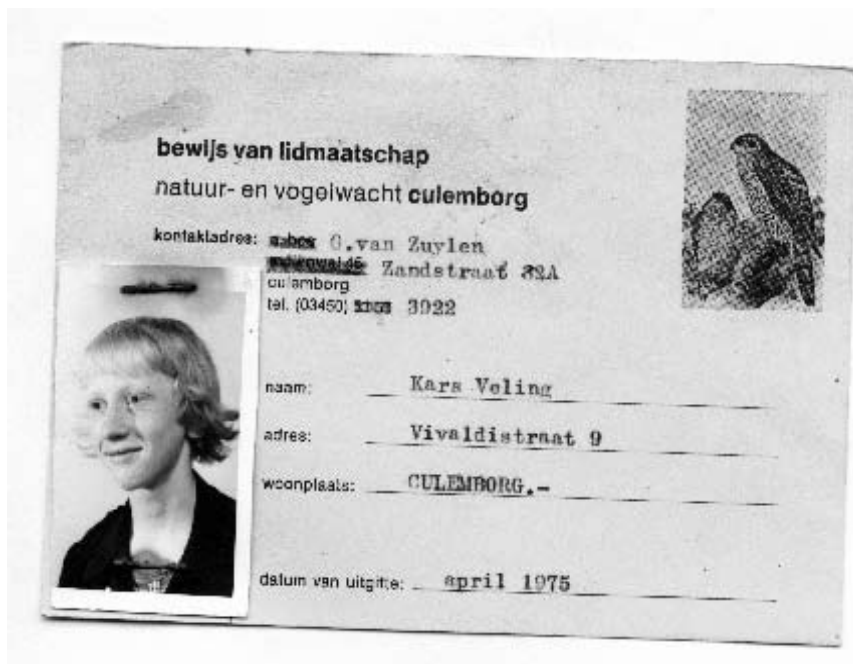 bewijs van lidmaatschap
natuur- en vogelwacht culemborg
kontaktadres: G.van Zuylen
Zandstraat 32A
culemborg
tel. (03450) 3922
naam: Kars Veling
adres: Vivaldistraat 9
woonplaats: CULEMBORG.-
datum van uitgifte: april 1975